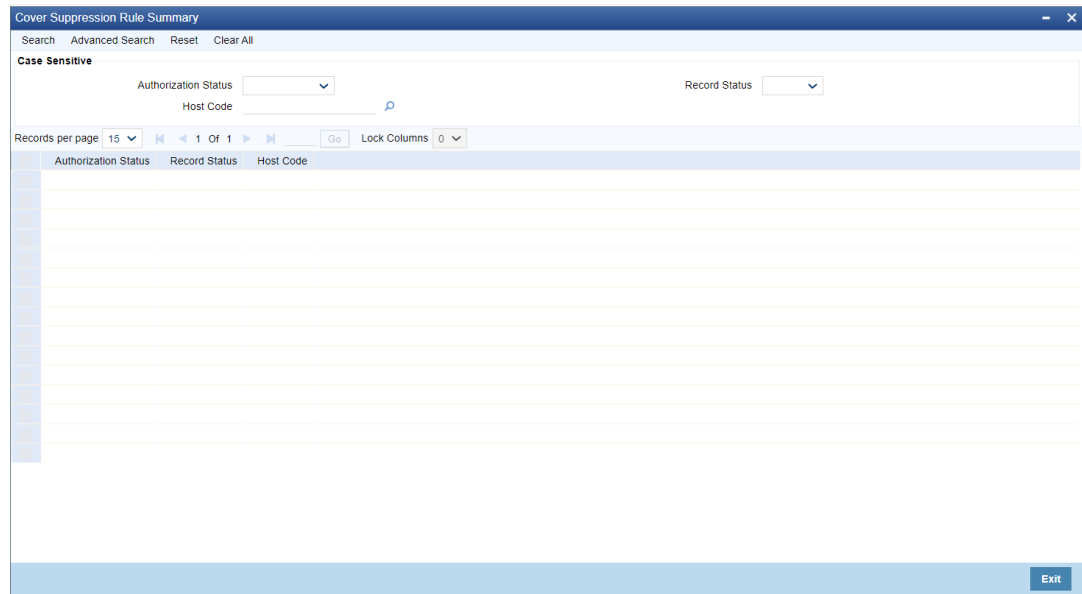 Cover Suppression Rule Summary
Search Advanced Search Reset Clear All
Case Sensitive
Authorization Status Record Status
Host Code
Records per page 15 1 Of 1 Go Lock Columns 0
Authorization Status Record Status Host Code
Exit